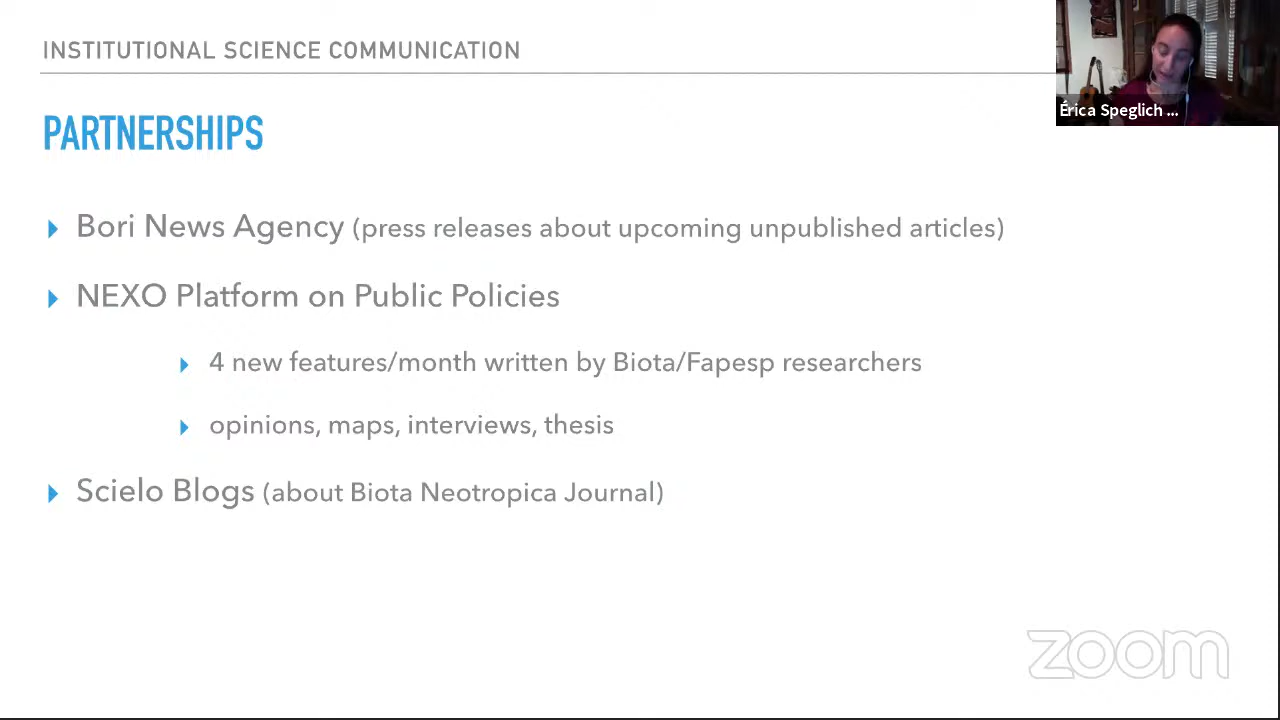 INSTITUTIONAL SCIENCE COMMUNICATION
Érica Speglich ...
PARTNERSHIPS
Bori News Agency (press releases about upcoming unpublished articles)
NEXO Platform on Public Policies
4 new features/month written by Biota/Fapesp researchers
opinions, maps, interviews, thesis
Scielo Blogs (about Biota Neotropica Journal)
zoom